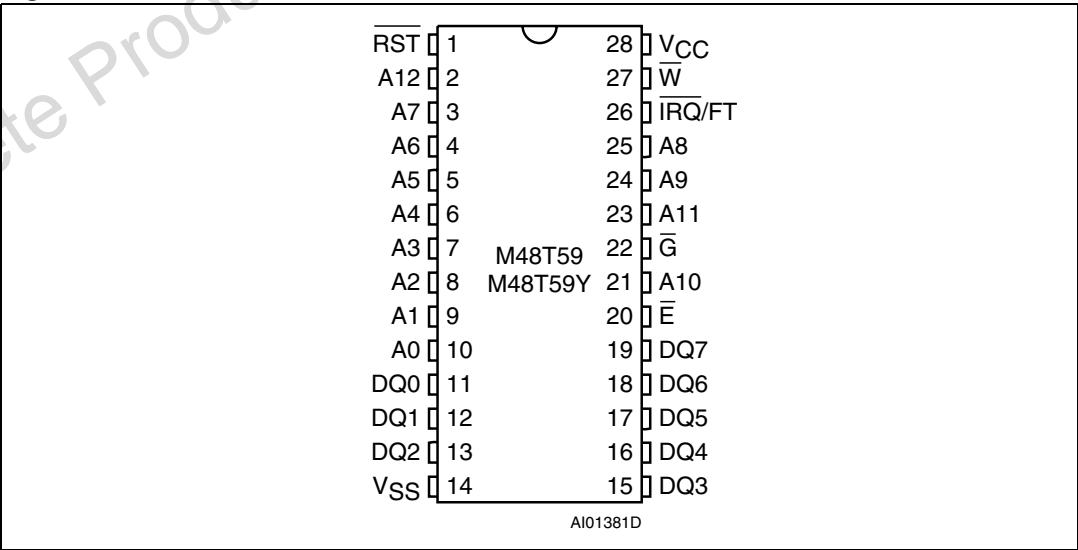 R̅S̅T̅ 1 28 VCC
A12 2 27 W̅
A7 3 26 I̅R̅Q̅/FT
A6 4 25 A8
A5 5 24 A9
A4 6 23 A11
A3 7 22 G̅
M48T59
A2 8 M48T59Y 21 A10
A1 9 20 E̅
A0 10 19 DQ7
DQ0 11 18 DQ6
DQ1 12 17 DQ5
DQ2 13 16 DQ4
VSS 14 15 DQ3
AI01381D